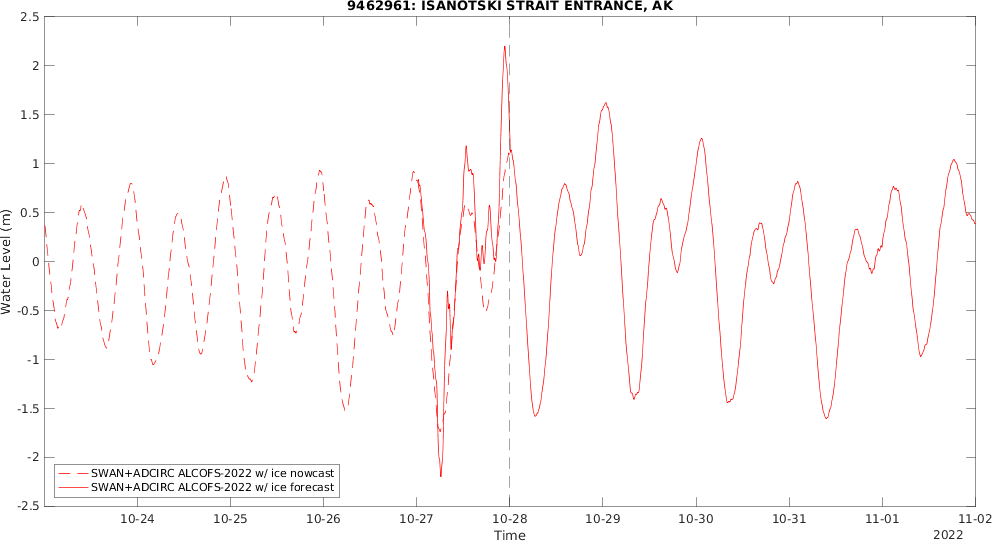 9462961: ISANOTSKI STRAIT ENTRANCE, AK
2.5
2
1.5
1
0.5
0
-0.5
-1
-1.5
-2
-2.5
Water Level (m)
SWAN+ADCIRC ALCOFS-2022 w/ ice nowcast
SWAN+ADCIRC ALCOFS-2022 w/ ice forecast
10-24 10-25 10-26 10-27 10-28 10-29 10-30 10-31 11-01 11-02
Time
2022